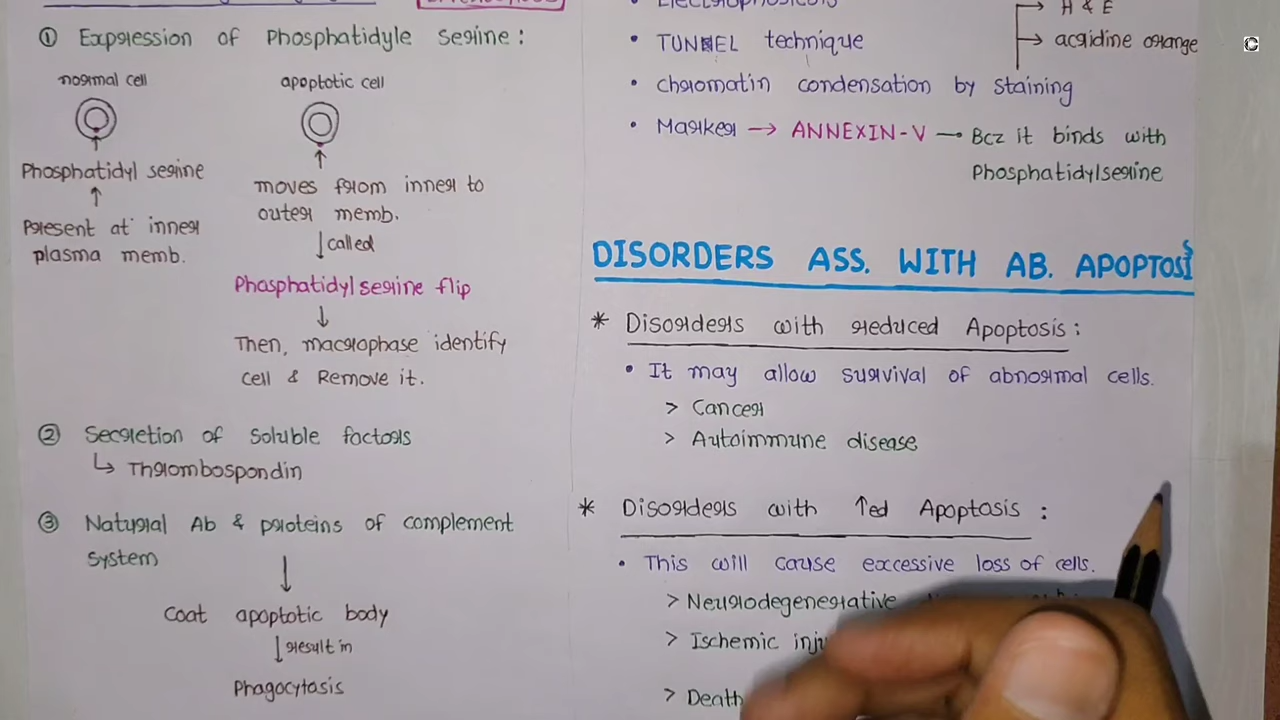 ① Expression of Phosphatidyle serine :
normal cell
apoptotic cell
Phosphatidyl serine
Present at inner
plasma memb.
moves from inner to
outer memb.
called
Phosphatidylserine flip
Then, macrophase identify
cell & Remove it.
② Secretion of soluble factors
Thrombospondin
③ Natural Ab & proteins of complement
system
Coat apoptotic body
result in
Phagocytosis
H & E
• TUNNEL technique
acridine orange
• Chromatin condensation by staining
• Marker → ANNEXIN-V — Bcz it binds with
Phosphatidylserine
DISORDERS ASS. WITH AB. APOPTOSIS
* Disorders with reduced Apoptosis :
• It may allow survival of abnormal cells.
> Cancer
> Autoimmune disease
* Disorders with ↑ed Apoptosis :
• This will cause excessive loss of cells.
> Neurodegenerative
> Ischemic
> Death
C